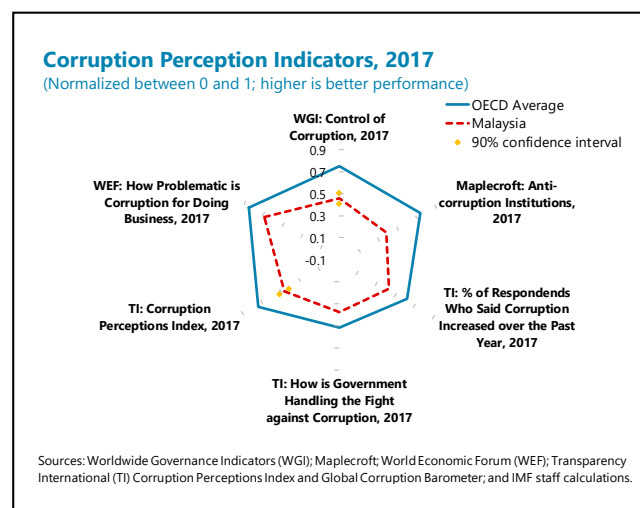 Corruption Perception Indicators, 2017
(Normalized between 0 and 1; higher is better performance)
OECD Average
Malaysia
90% confidence interval
WGI: Control of
Corruption, 2017
0.9
0.7
0.5
0.3
0.1
-0.1
WEF: How Problematic is
Corruption for Doing
Business, 2017
Maplecroft: Anti-
corruption Institutions,
2017
TI: Corruption
Perceptions Index, 2017
TI: % of Respondends
Who Said Corruption
Increased over the Past
Year, 2017
TI: How is Government
Handling the Fight
against Corruption, 2017
Sources: Worldwide Governance Indicators (WGI); Maplecroft; World Economic Forum (WEF); Transparency
International (TI) Corruption Perceptions Index and Global Corruption Barometer; and IMF staff calculations.